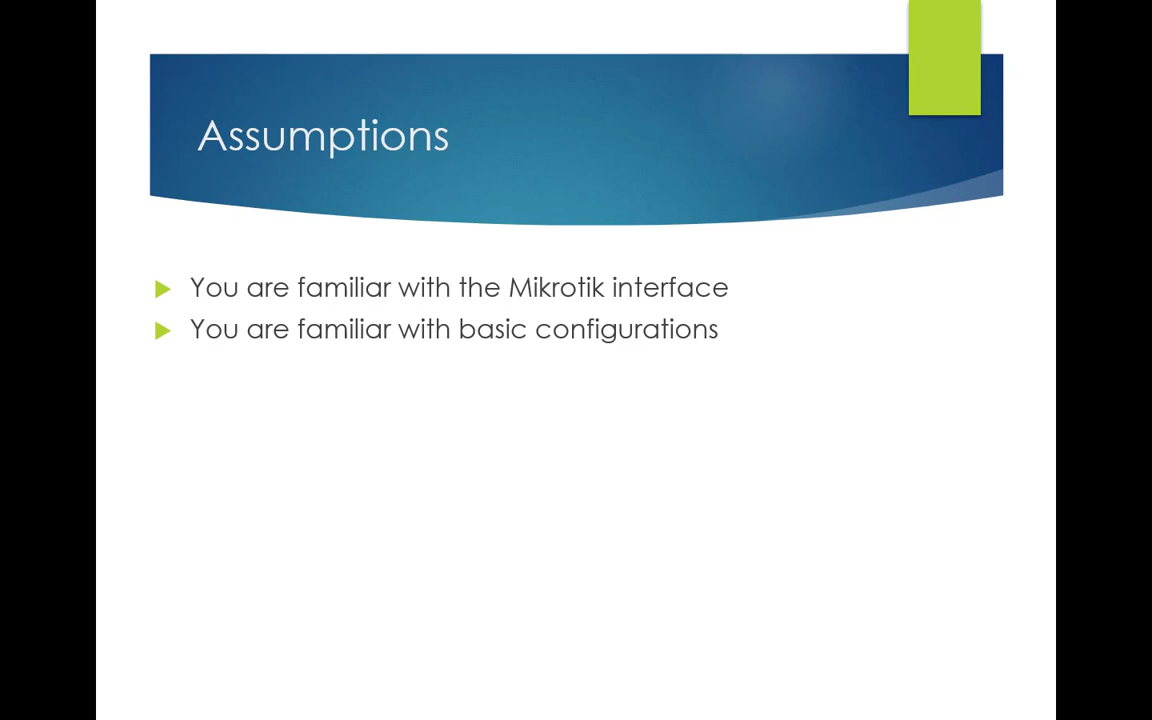 Assumptions
You are familiar with the Mikrotik interface
You are familiar with basic configurations